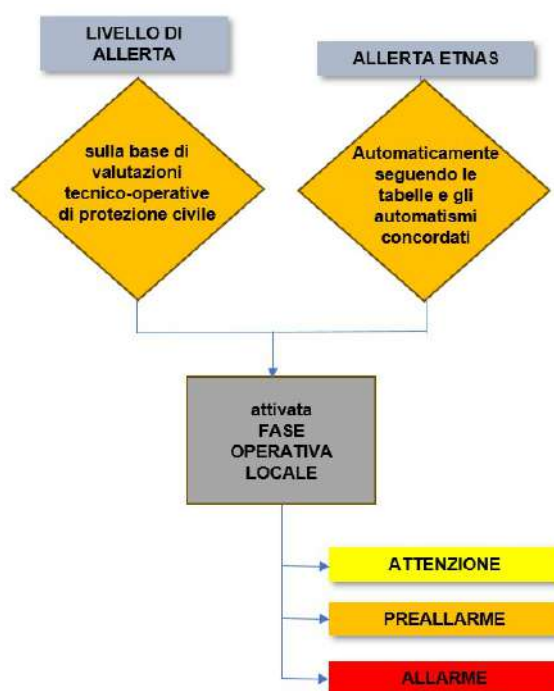 LIVELLO DI
ALLERTA
ALLERTA ETNAS
sulla base di
valutazioni
tecnico-operative
di protezione civile
Automaticamente
seguendo le
tabelle e gli
automatismi
concordati
attivata
FASE
OPERATIVA
LOCALE
ATTENZIONE
PREALLARME
ALLARME